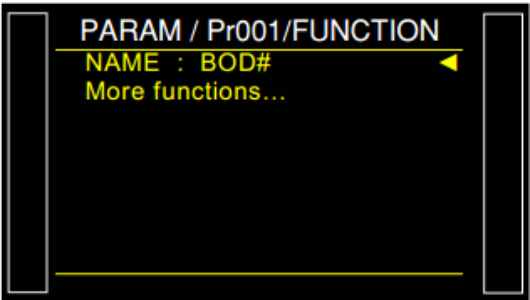 PARAM / Pr001/FUNCTION
NAME : BOD#
More functions...